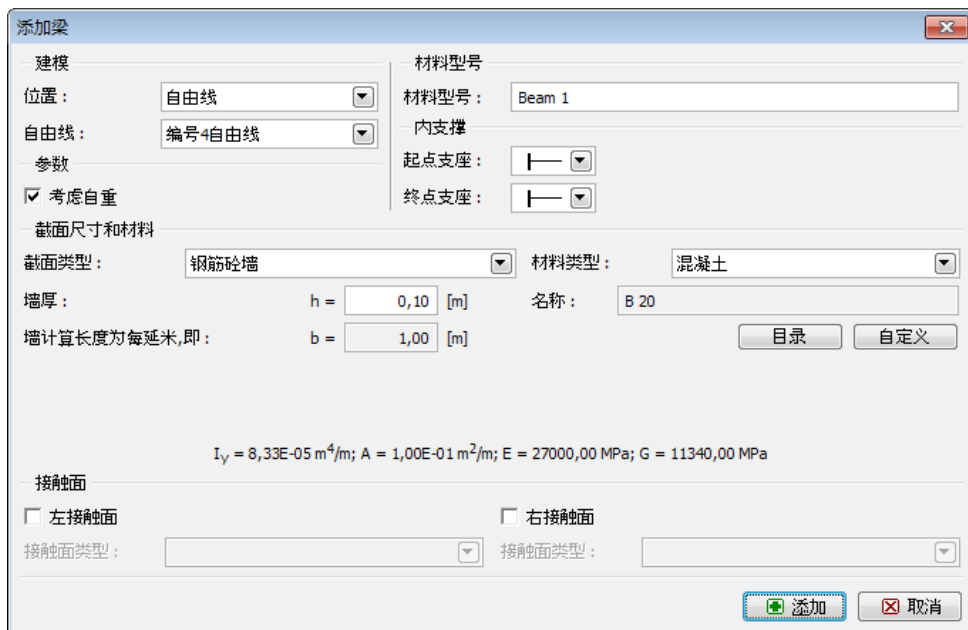 添加梁
建模
材料型号
位置：
自由线
材料型号：
Beam 1
自由线：
编号4自由线
内支撑
参数
起点支座：
考虑自重
终点支座：
截面尺寸和材料
截面类型：
钢筋砼墙
材料类型：
混凝土
墙厚：
h =
0,10
[m]
名称：
B 20
墙计算长度为每延米,即：
b =
1,00
[m]
目录
自定义
Iy = 8,33E-05 m⁴/m; A = 1,00E-01 m²/m; E = 27000,00 MPa; G = 11340,00 MPa
接触面
左接触面
右接触面
接触面类型：
接触面类型：
添加
取消